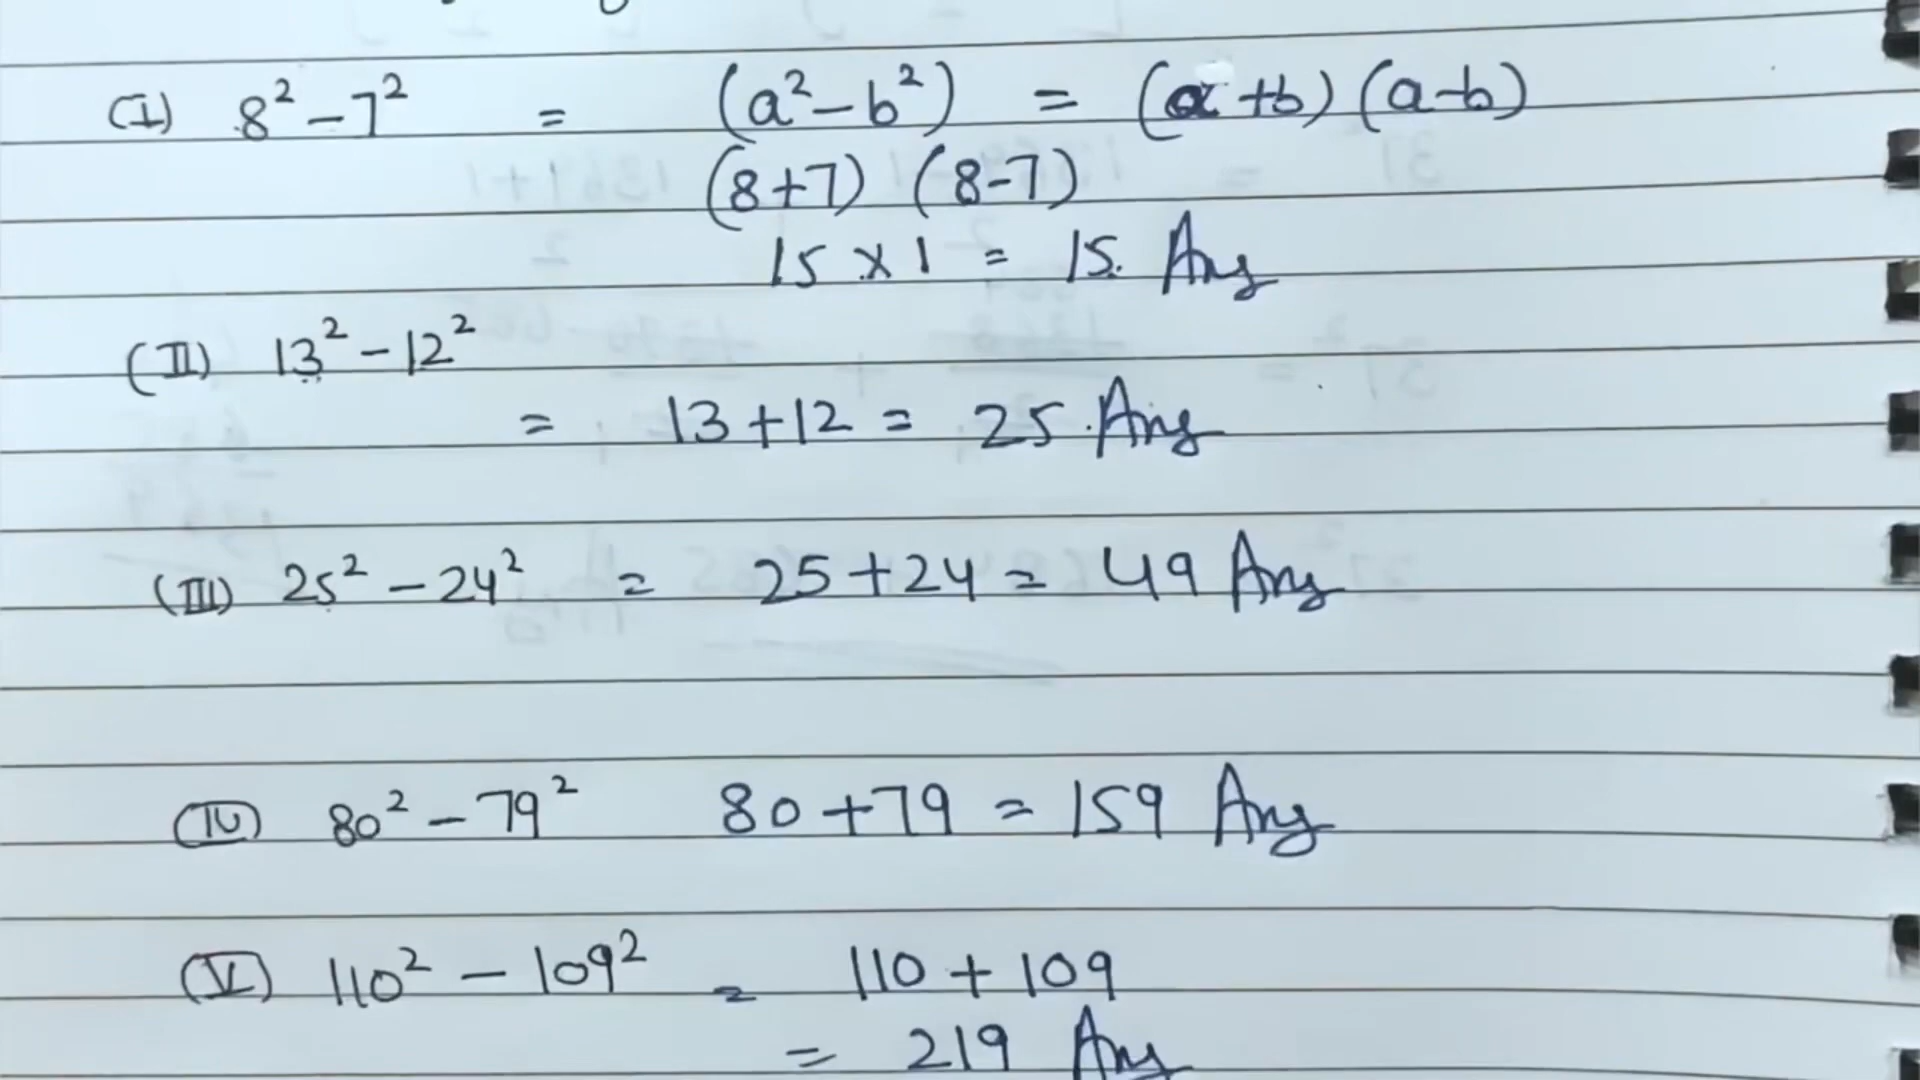 (I) 8² - 7² = (a² - b²) = (a + b) (a - b)
(8+7) (8-7)
15 × 1 = 15. Ans
(II) 13² - 12²
= 13 + 12 = 25. Ans
(III) 25² - 24² = 25 + 24 = 49 Ans
(IV) 80² - 79² 80 + 79 = 159 Ans
(V) 110² - 109² = 110 + 109
= 219 Ans